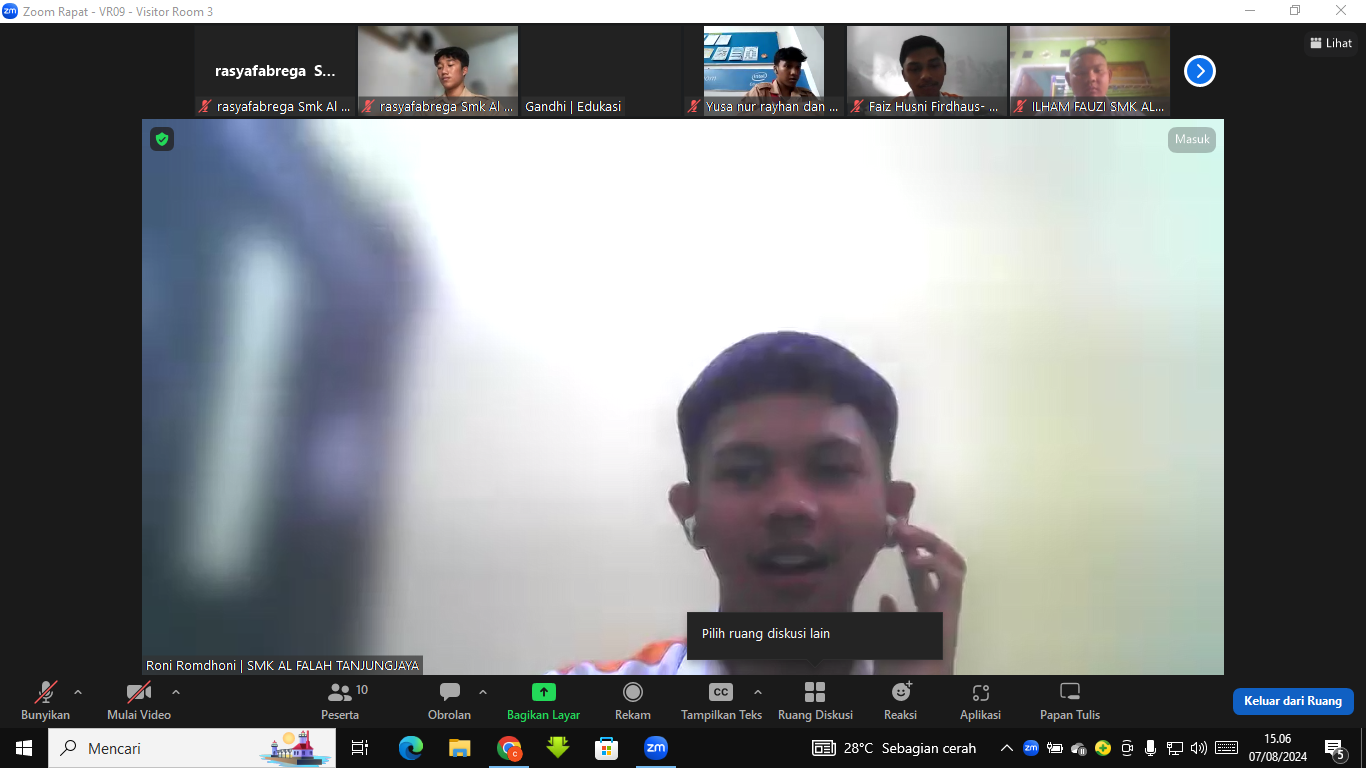 Zoom Rapat - VR09 - Visitor Room 3
Lihat
rasyafabrega S...
rasyafabrega Smk Al ...
rasyafabrega Smk Al ...
Gandhi | Edukasi
Yusa nur rayhan dan ...
Faiz Husni Firdhaus- ...
ILHAM FAUZI SMK AL...
Masuk
Pilih ruang diskusi lain
Roni Romdhoni | SMK AL FALAH TANJUNGJAYA
Bunyikan
Mulai Video
10
Peserta
Obrolan
Bagikan Layar
Rekam
CC
Tampilkan Teks
Ruang Diskusi
Reaksi
Aplikasi
Papan Tulis
Keluar dari Ruang
Mencari
zm
28°C Sebagian cerah
15.06
07/08/2024
5